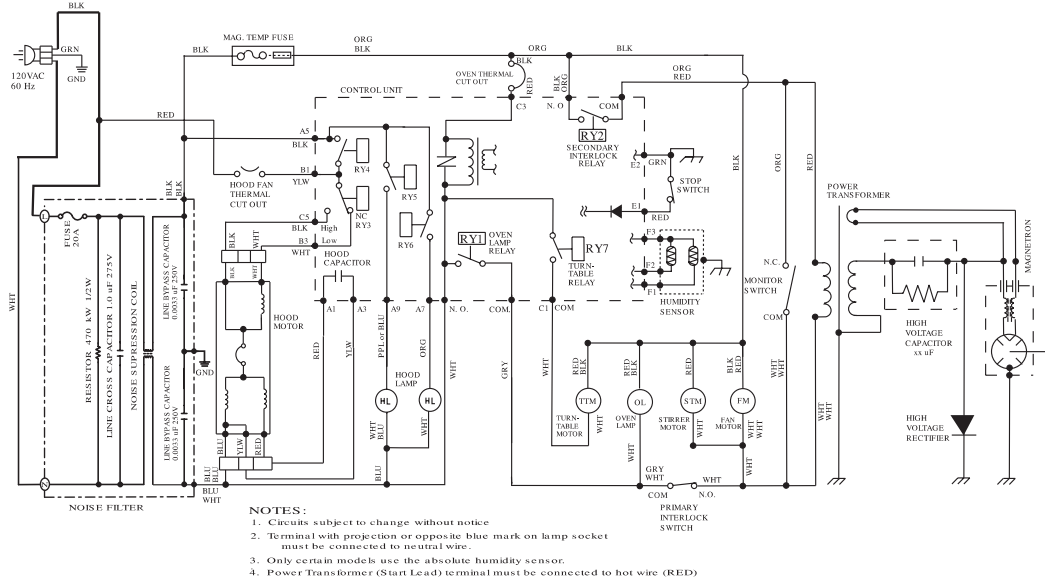 BLK
GRN
120VAC
60 Hz
GND
BLK
MAG. TEMP FUSE
ORG
BLK
ORG
BLK
BLK
OVEN THERMAL
CUT OUT
RED
BLK
ORG
ORG
RED
CONTROL UNIT
C3
N. O
COM
RED
A5
BLK
RY2
SECONDARY
INTERLOCK
RELAY
E2
GRN
BLK
ORG
RED
B1
YLW
RY4
RY5
HOOD FAN
THERMAL
CUT OUT
STOP
SWITCH
POWER
TRANSFORMER
BLK
BLK
NC
RY3
E1
RED
C5
BLK
High
RY6
L
FUSE
20A
BLK
WHT
B3
WHT
Low
RY1
OVEN
LAMP
RELAY
RY7
F3
F2
F1
TURN-
TABLE
RELAY
HUMIDITY
SENSOR
N.C.
MONITOR
SWITCH
COM
MAGNETRON
HOOD
CAPACITOR
BLK
WHT
WHT
RESISTOR 470 kW 1/2W
LINE CROSS CAPACITOR 1.0 uF 275V
NOISE SUPRESSION COIL
LINE BYPASS CAPACITOR
0.0033 uF 250V
LINE BYPASS CAPACITOR
0.0033 uF 250V
GND
HOOD
MOTOR
A1
A3
A9
A7
N. O.
COM.
C1
COM
RED
YLW
PPL or BLU
ORG
WHT
GRY
WHT
RED
BLK
RED
BLK
RED
BLK
BLK
RED
WHT
WHT
HIGH
VOLTAGE
CAPACITOR
xx uF
HOOD
LAMP
HL
HL
TTM
OL
STM
FM
TURN-
TABLE
MOTOR
WHT
OVEN
LAMP
STIRRER
MOTOR
WHT
FAN
MOTOR
WHT
WHT
WHT
WHT
HIGH
VOLTAGE
RECTIFIER
WHT
BLU
WHT
BLU
YLW
RED
BLU
BLU
BLU
WHT
BLU
WHT
GRY
WHT
COM
WHT
N.O.
PRIMARY
INTERLOCK
SWITCH
N
NOISE FILTER
NOTES:
1. Circuits subject to change without notice
2. Terminal with projection or opposite blue mark on lamp socket
must be connected to neutral wire.
3. Only certain models use the absolute humidity sensor.
4. Power Transformer (Start Lead) terminal must be connected to hot wire (RED)